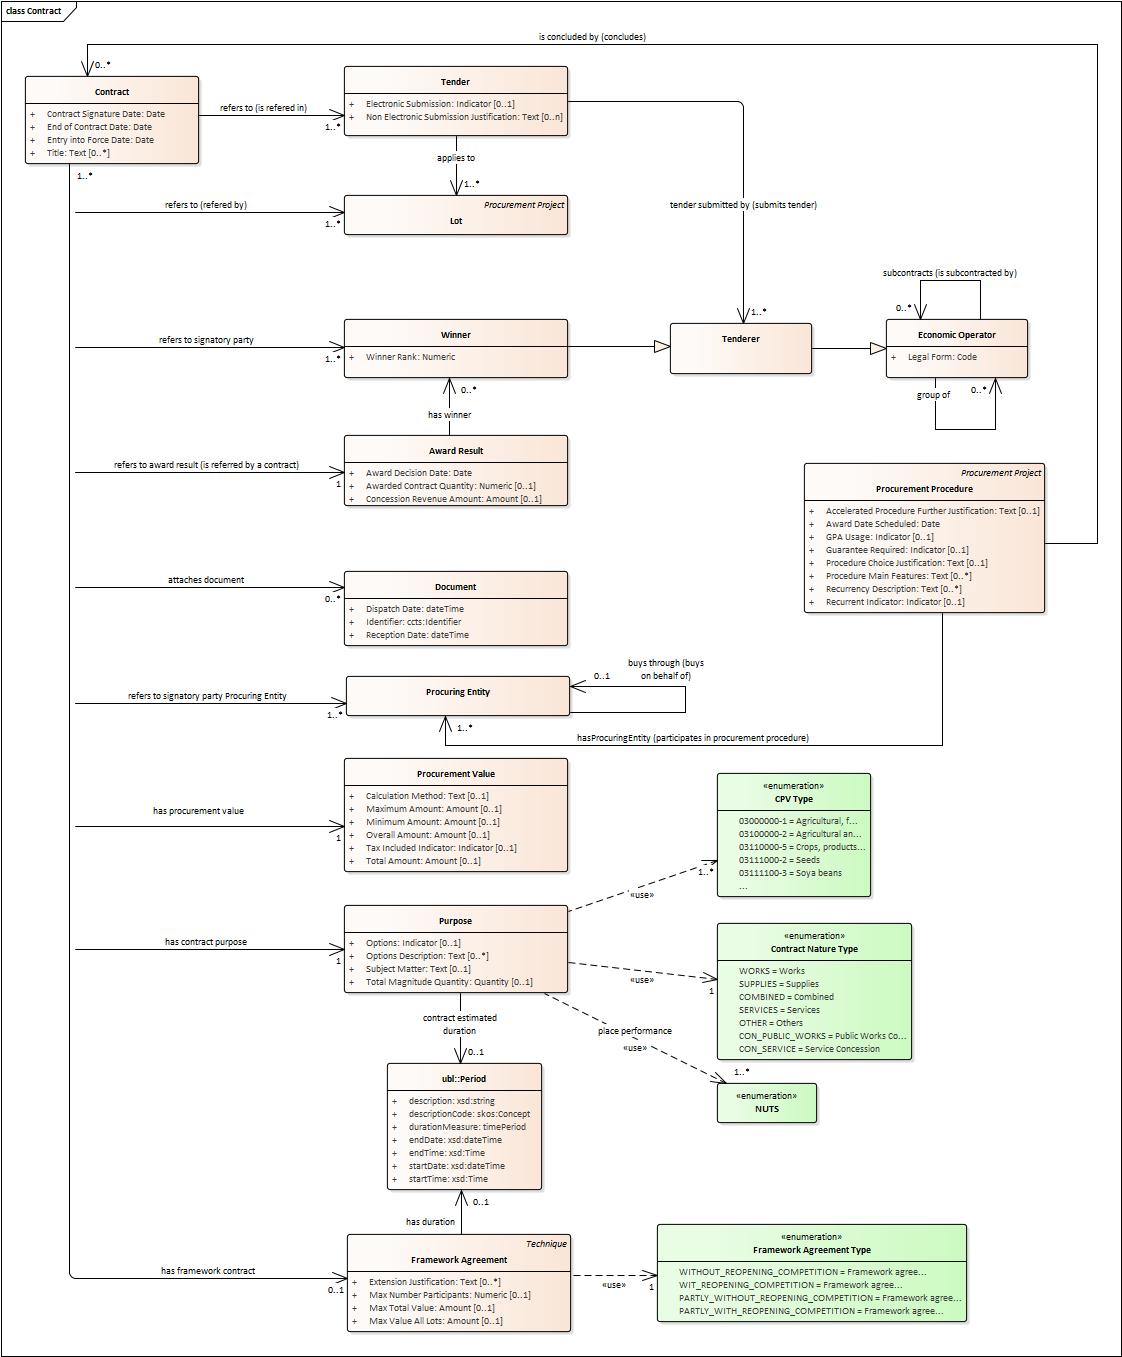 class Contract
is concluded by (concludes)
0..*
Contract
+ Contract Signature Date: Date
+ End of Contract Date: Date
+ Entry into Force Date: Date
+ Title: Text [0..*]
1..*
refers to (is refered in)
1..*
Tender
+ Electronic Submission: Indicator [0..1]
+ Non Electronic Submission Justification: Text [0..n]
applies to
1..*
tender submitted by (submits tender)
1..*
refers to (refered by)
1..*
Procurement Project
Lot
refers to signatory party
1..*
Winner
+ Winner Rank: Numeric
Tenderer
subcontracts (is subcontracted by)
0..*
Economic Operator
+ Legal Form: Code
group of
0..*
0..*
has winner
refers to award result (is referred by a contract)
1
Award Result
+ Award Decision Date: Date
+ Awarded Contract Quantity: Numeric [0..1]
+ Concession Revenue Amount: Amount [0..1]
Procurement Project
Procurement Procedure
+ Accelerated Procedure Further Justification: Text [0..1]
+ Award Date Scheduled: Date
+ GPA Usage: Indicator [0..1]
+ Guarantee Required: Indicator [0..1]
+ Procedure Choice Justification: Text [0..1]
+ Procedure Main Features: Text [0..*]
+ Recurrency Description: Text [0..*]
+ Recurrent Indicator: Indicator [0..1]
attaches document
0..*
Document
+ Dispatch Date: dateTime
+ Identifier: ccts:Identifier
+ Reception Date: dateTime
refers to signatory party Procuring Entity
1..*
Procuring Entity
0..1
buys through (buys
on behalf of)
1..*
hasProcuringEntity (participates in procurement procedure)
has procurement value
1
Procurement Value
+ Calculation Method: Text [0..1]
+ Maximum Amount: Amount [0..1]
+ Minimum Amount: Amount [0..1]
+ Overall Amount: Amount [0..1]
+ Tax Included Indicator: Indicator [0..1]
+ Total Amount: Amount [0..1]
«enumeration»
CPV Type
03000000-1 = Agricultural, f...
03100000-2 = Agricultural an...
03110000-5 = Crops, products...
03111000-2 = Seeds
03111100-3 = Soya beans
...
1..*
«use»
has contract purpose
1
Purpose
+ Options: Indicator [0..1]
+ Options Description: Text [0..*]
+ Subject Matter: Text [0..1]
+ Total Magnitude Quantity: Quantity [0..1]
«use»
1
«enumeration»
Contract Nature Type
WORKS = Works
SUPPLIES = Supplies
COMBINED = Combined
SERVICES = Services
OTHER = Others
CON_PUBLIC_WORKS = Public Works Co...
CON_SERVICE = Service Concession
contract estimated
duration
0..1
place performance
«use»
1..*
«enumeration»
NUTS
ubl::Period
+ description: xsd:string
+ descriptionCode: skos:Concept
+ durationMeasure: timePeriod
+ endDate: xsd:dateTime
+ endTime: xsd:Time
+ startDate: xsd:dateTime
+ startTime: xsd:Time
0..1
has duration
has framework contract
0..1
Technique
Framework Agreement
+ Extension Justification: Text [0..*]
+ Max Number Participants: Numeric [0..1]
+ Max Total Value: Amount [0..1]
+ Max Value All Lots: Amount [0..1]
«use»
1
«enumeration»
Framework Agreement Type
WITHOUT_REOPENING_COMPETITION = Framework agree...
WIT_REOPENING_COMPETITION = Framework agree...
PARTLY_WITHOUT_REOPENING_COMPETITION = Framework agree...
PARTLY_WITH_REOPENING_COMPETITION = Framework agree...